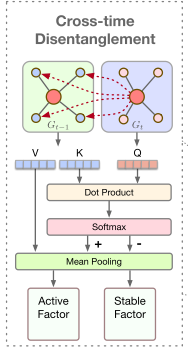 Cross-time
Disentanglement
G_{t-1} G_t
V K Q
Dot Product
Softmax
+ -
Mean Pooling
Active
Factor
Stable
Factor